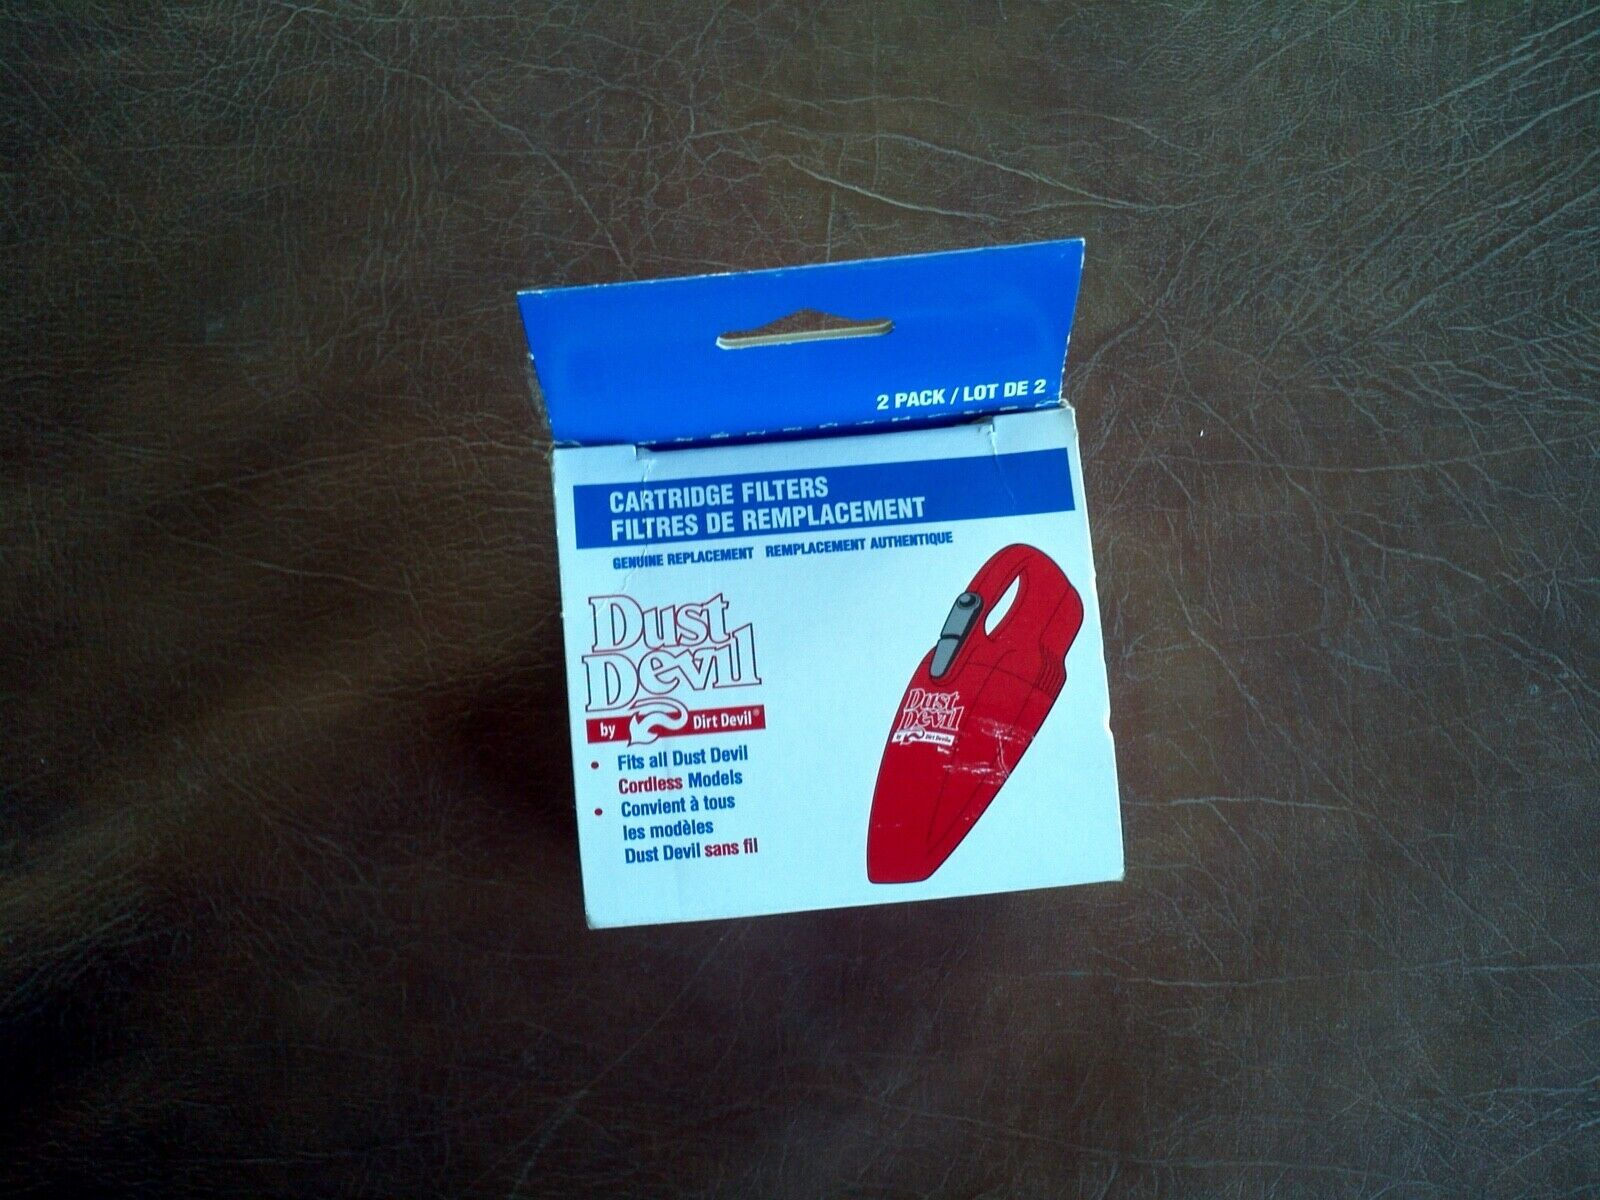 2 PACK / LOT DE 2
CARTRIDGE FILTERS
FILTRES DE REMPLACEMENT
GENUINE REPLACEMENT REMPLACEMENT AUTHENTIQUE
Dust
Devil
by Dirt Devil®
• Fits all Dust Devil
Cordless Models
• Convient à tous
les modèles
Dust Devil sans fil
Dust
Devil
by Dirt Devil